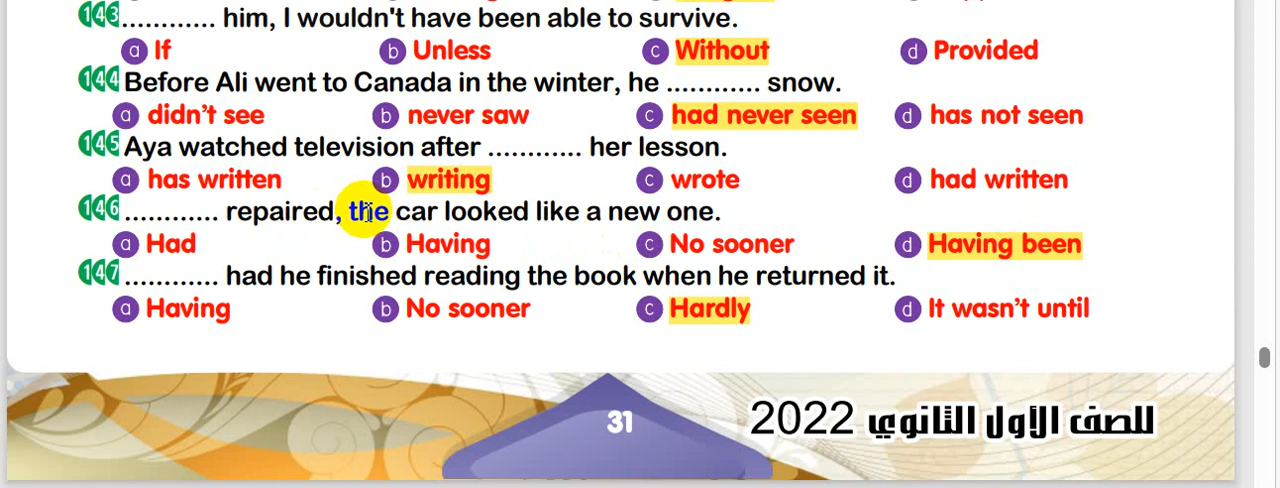 143 ............ him, I wouldn't have been able to survive.
a If b Unless c Without d Provided
144 Before Ali went to Canada in the winter, he ............ snow.
a didn't see b never saw c had never seen d has not seen
145 Aya watched television after ............ her lesson.
a has written b writing c wrote d had written
146 ............ repaired, the car looked like a new one.
a Had b Having c No sooner d Having been
147 ............ had he finished reading the book when he returned it.
a Having b No sooner c Hardly d It wasn't until
31
للصف الأول الثانوي 2022